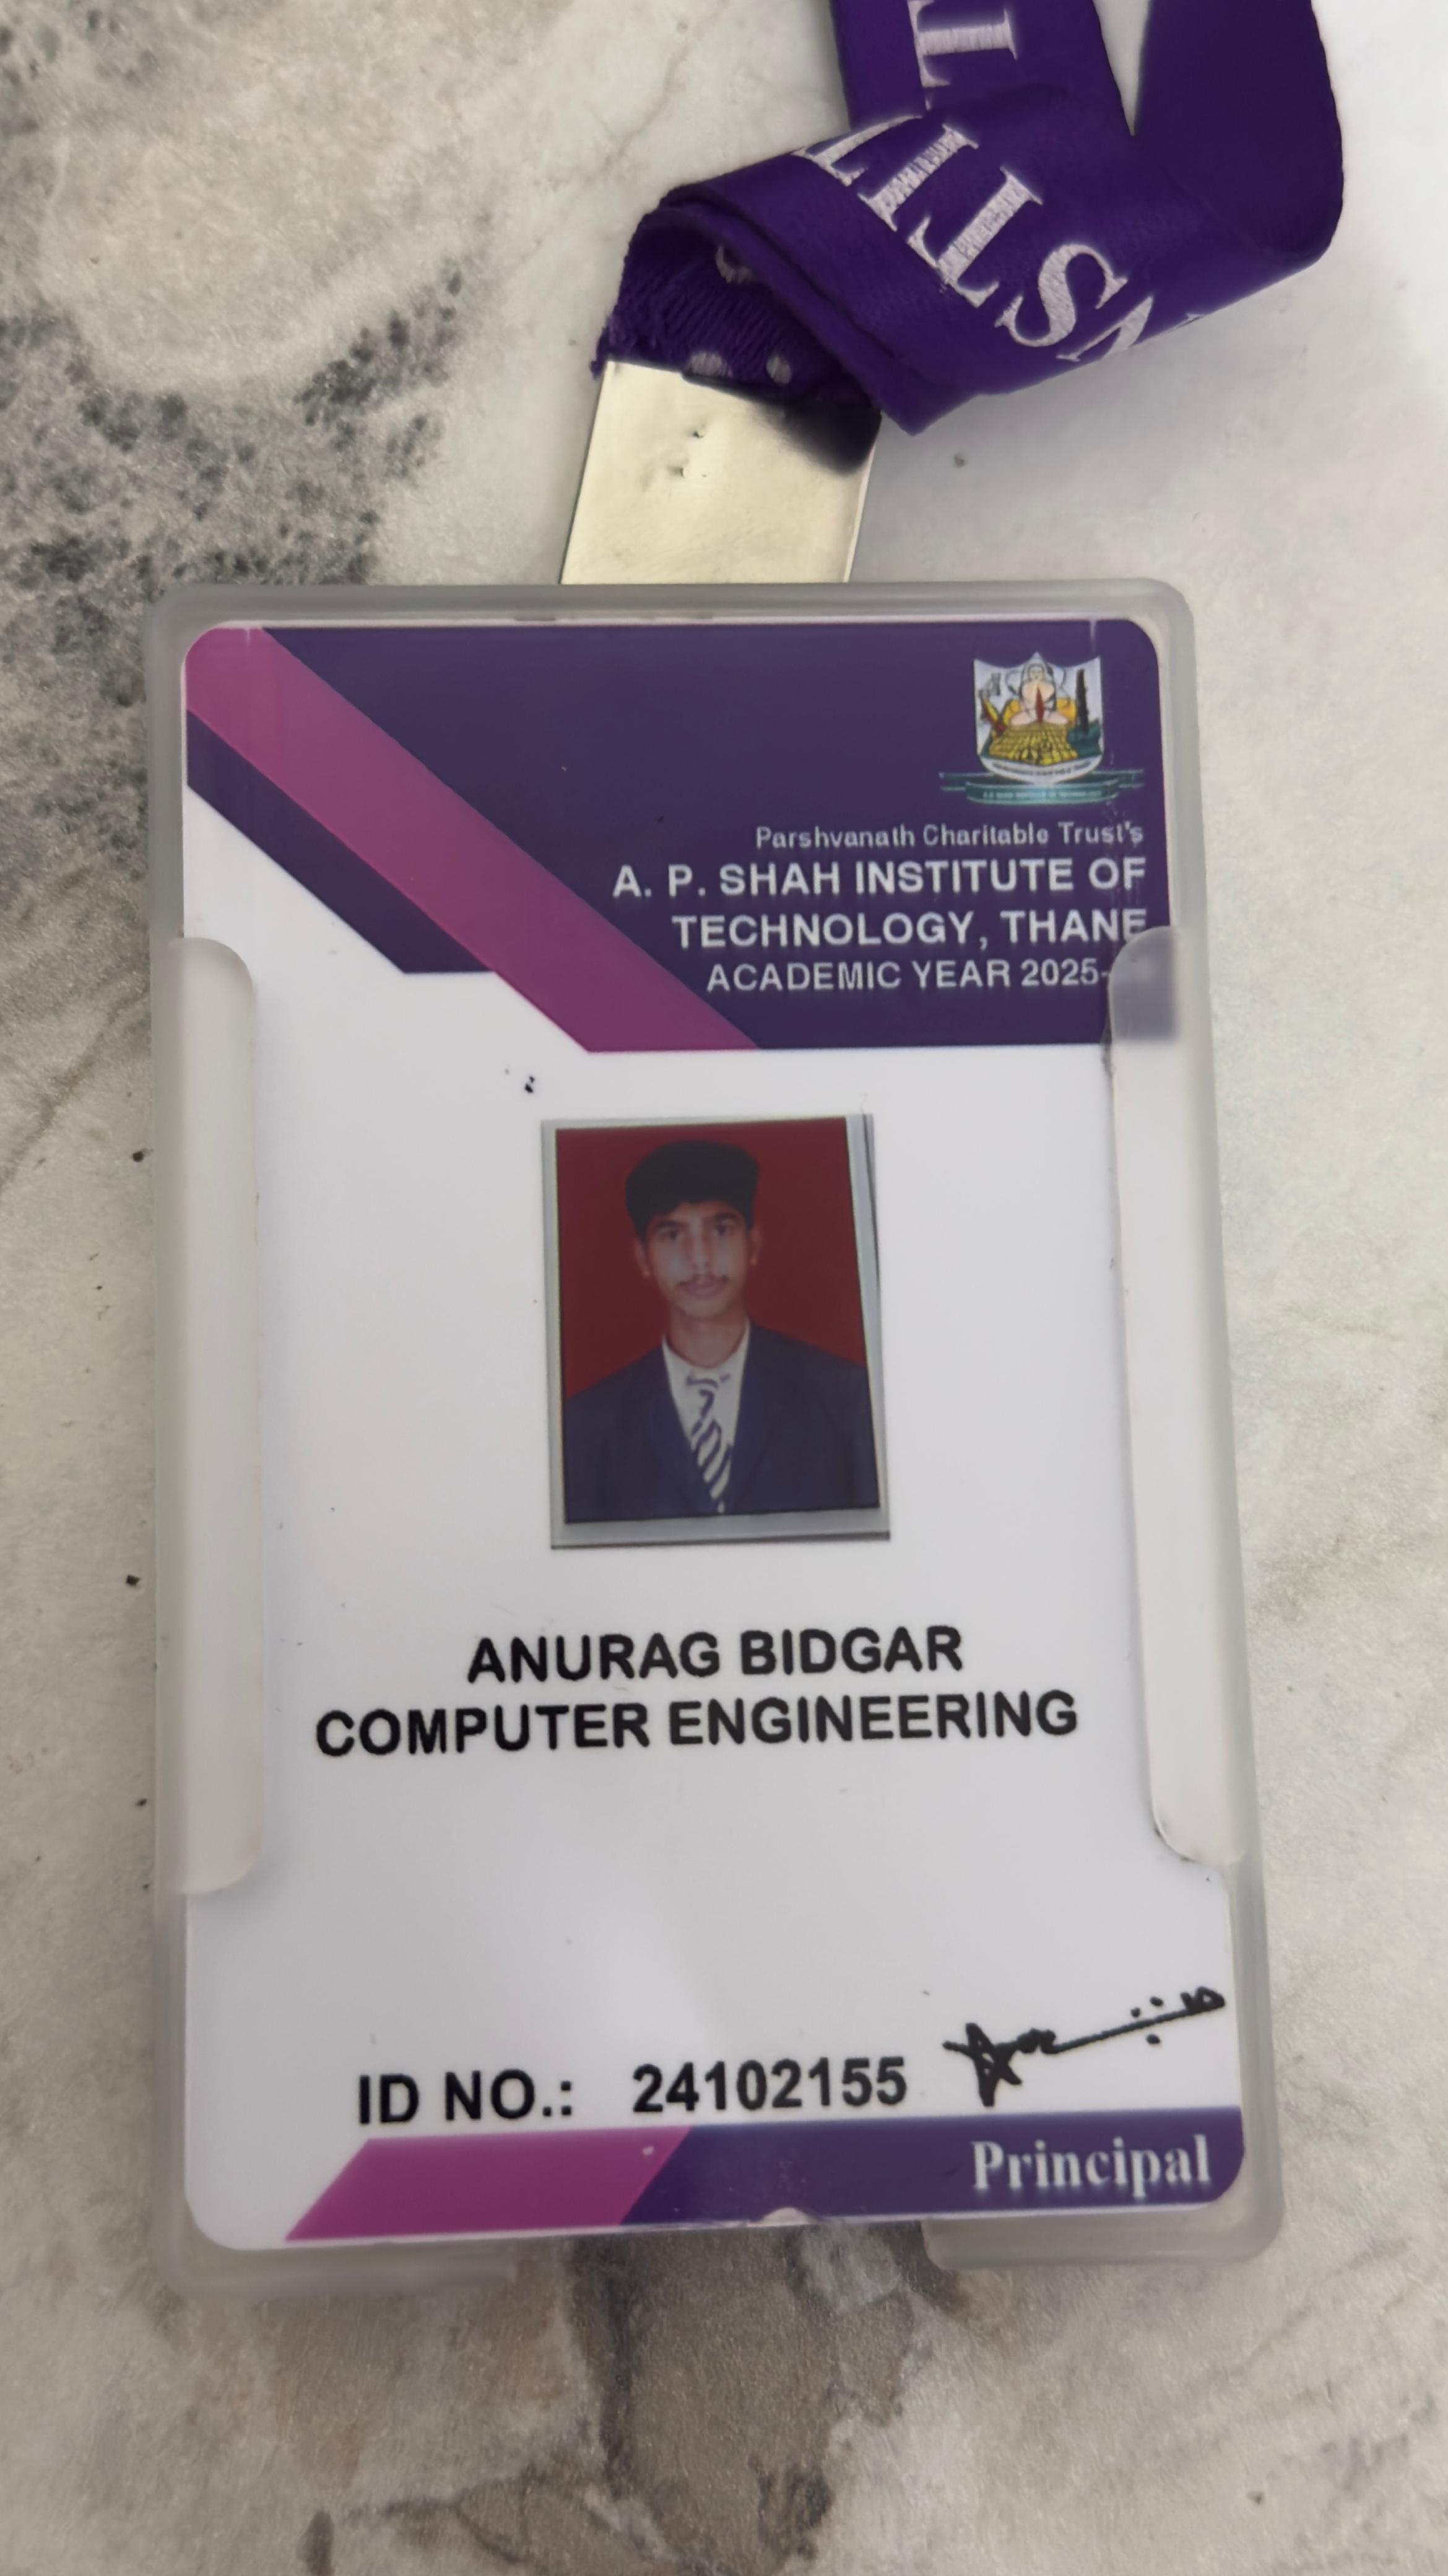 Parshvanath Charitable Trust's
A. P. SHAH INSTITUTE OF
TECHNOLOGY, THANE
ACADEMIC YEAR 2025-
ANURAG BIDGAR
COMPUTER ENGINEERING
ID NO.: 24102155
Principal